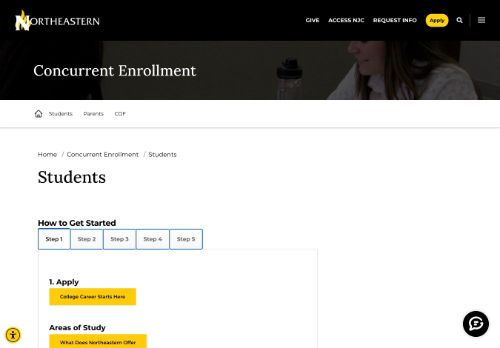 NORTHEASTERN
GIVE ACCESS NJC REQUEST INFO Apply
Concurrent Enrollment
Students Parents COF
Home / Concurrent Enrollment / Students
Students
How to Get Started
Step 1 Step 2 Step 3 Step 4 Step 5
1. Apply
College Career Starts Here
Areas of Study
What Does Northeastern Offer